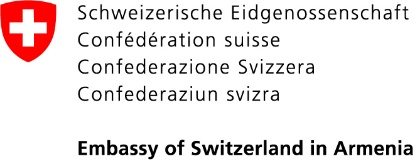 Schweizerische Eidgenossenschaft
Confédération suisse
Confederazione Svizzera
Confederaziun svizra
Embassy of Switzerland in Armenia